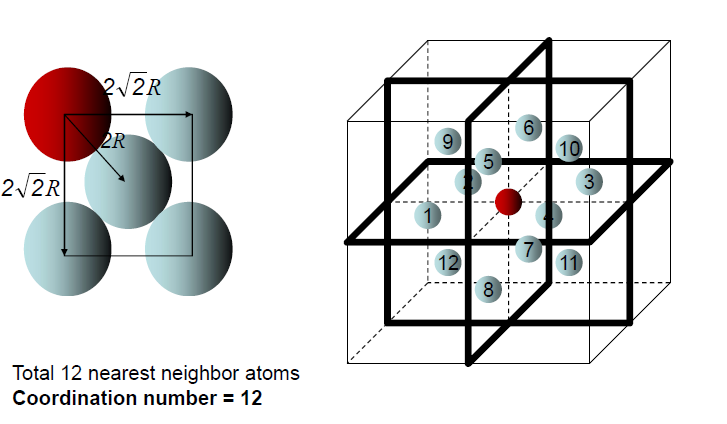 2√2R
2R
2√2R
6
9
10
5
2
3
1
4
7
12
11
8
Total 12 nearest neighbor atoms
Coordination number = 12